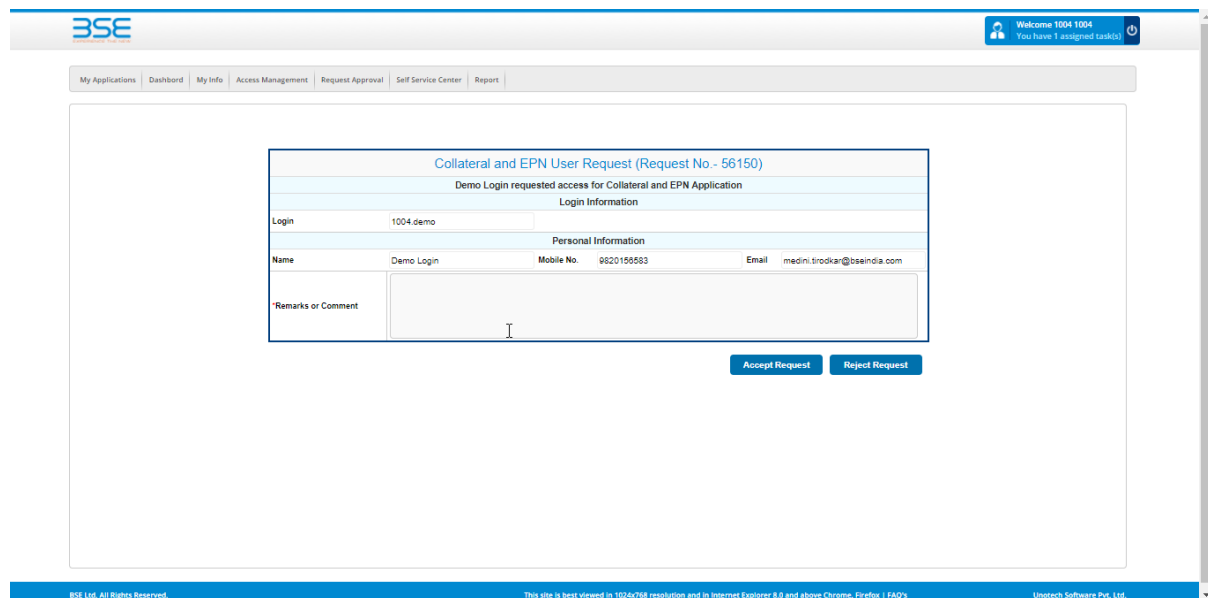 BSE
Welcome 1004 1004
You have 1 assigned task(s)
My Applications Dashbord My Info Access Management Request Approval Self Service Center Report
Collateral and EPN User Request (Request No.- 56150)
Demo Login requested access for Collateral and EPN Application
Login Information
Login 1004.demo
Personal Information
Name Demo Login Mobile No. 9820156583 Email medini.tirodkar@bseindia.com
*Remarks or Comment
Accept Request Reject Request
BSE Ltd. All Rights Reserved. This site is best viewed in 1024x768 resolution and in Internet Explorer 8.0 and above Chrome, Firefox | FAQ's Unotech Software Pvt. Ltd.